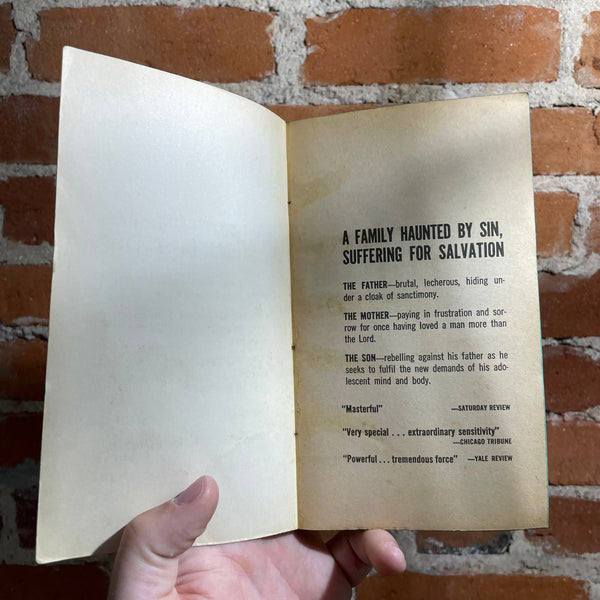 A FAMILY HAUNTED BY SIN,
SUFFERING FOR SALVATION
THE FATHER—brutal, lecherous, hiding un-
der a cloak of sanctimony.
THE MOTHER—paying in frustration and sor-
row for once having loved a man more than
the Lord.
THE SON—rebelling against his father as he
seeks to fulfil the new demands of his ado-
lescent mind and body.
"Masterful" —SATURDAY REVIEW
"Very special . . . extraordinary sensitivity"
—CHICAGO TRIBUNE
"Powerful . . . tremendous force" —YALE REVIEW